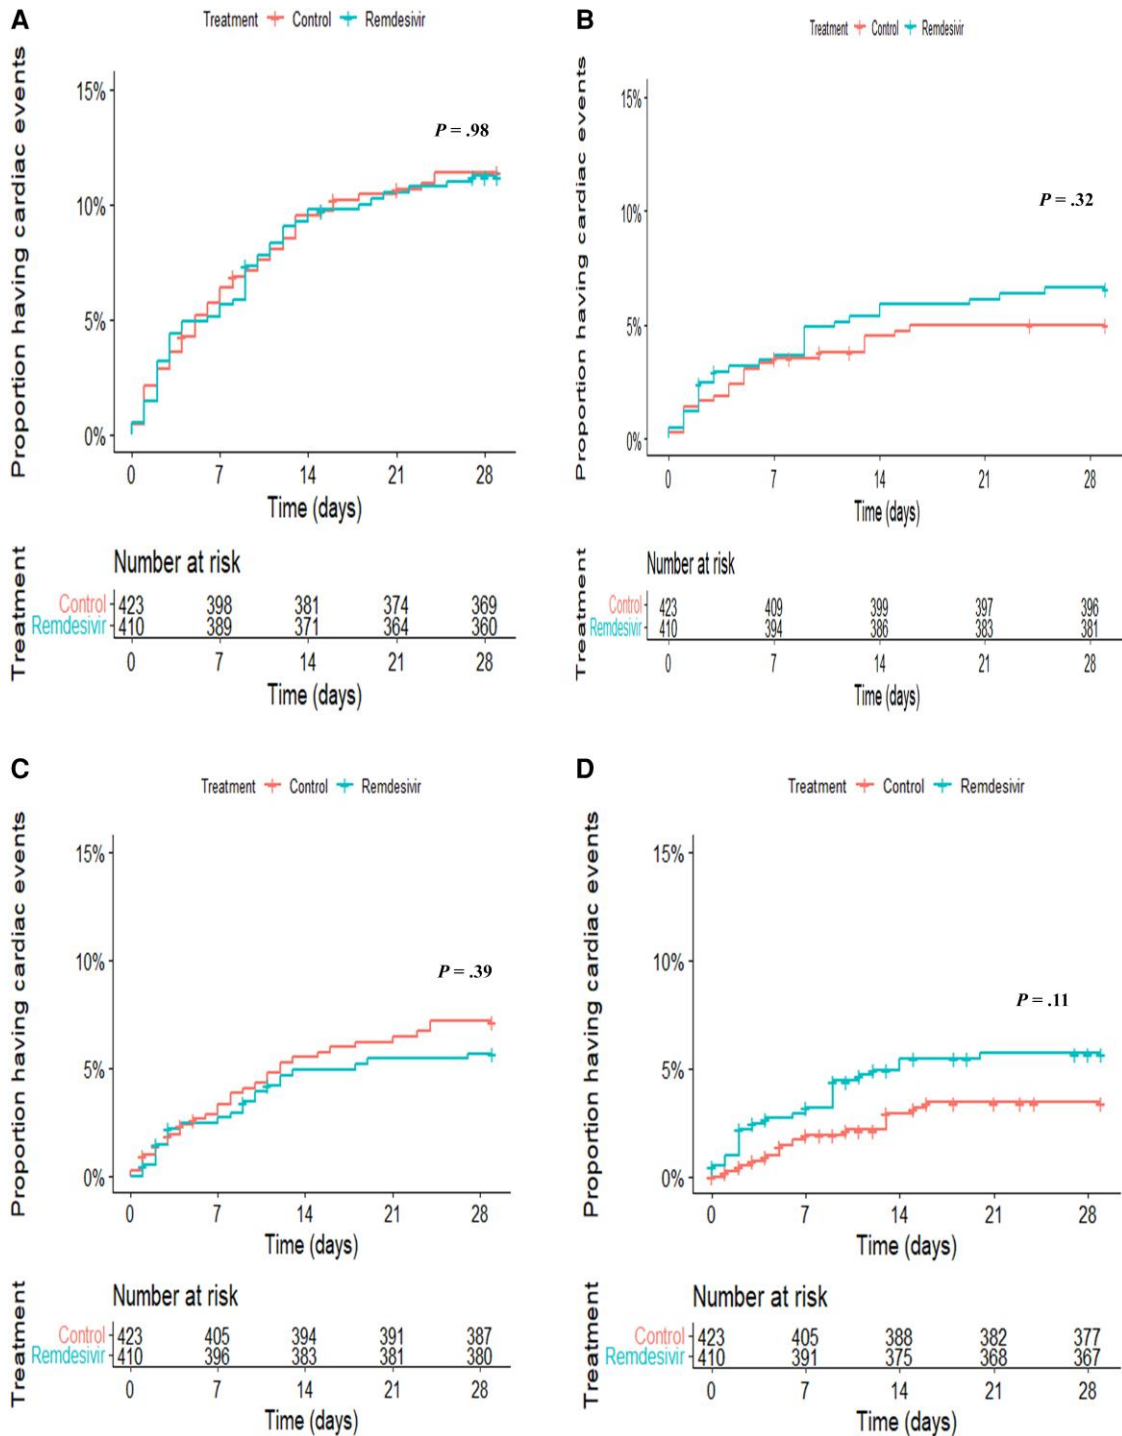 A
Treatment Control Remdesivir
Proportion having cardiac events
15%
10%
5%
0%
P = .98
0 7 14 21 28
Time (days)
Treatment
Number at risk
Control 423 398 381 374 369
Remdesivir 410 389 371 364 360
0 7 14 21 28
Time (days)
B
Treatment Control Remdesivir
Proportion having cardiac events
15%
10%
5%
0%
P = .32
0 7 14 21 28
Time (days)
Treatment
Number at risk
Control 423 409 399 397 396
Remdesivir 410 394 386 383 381
0 7 14 21 28
Time (days)
C
Treatment Control Remdesivir
Proportion having cardiac events
15%
10%
5%
0%
P = .39
0 7 14 21 28
Time (days)
Treatment
Number at risk
Control 423 405 394 391 387
Remdesivir 410 396 383 381 380
0 7 14 21 28
Time (days)
D
Treatment Control Remdesivir
Proportion having cardiac events
15%
10%
5%
0%
P = .11
0 7 14 21 28
Time (days)
Treatment
Number at risk
Control 423 405 388 382 377
Remdesivir 410 391 375 368 367
0 7 14 21 28
Time (days)